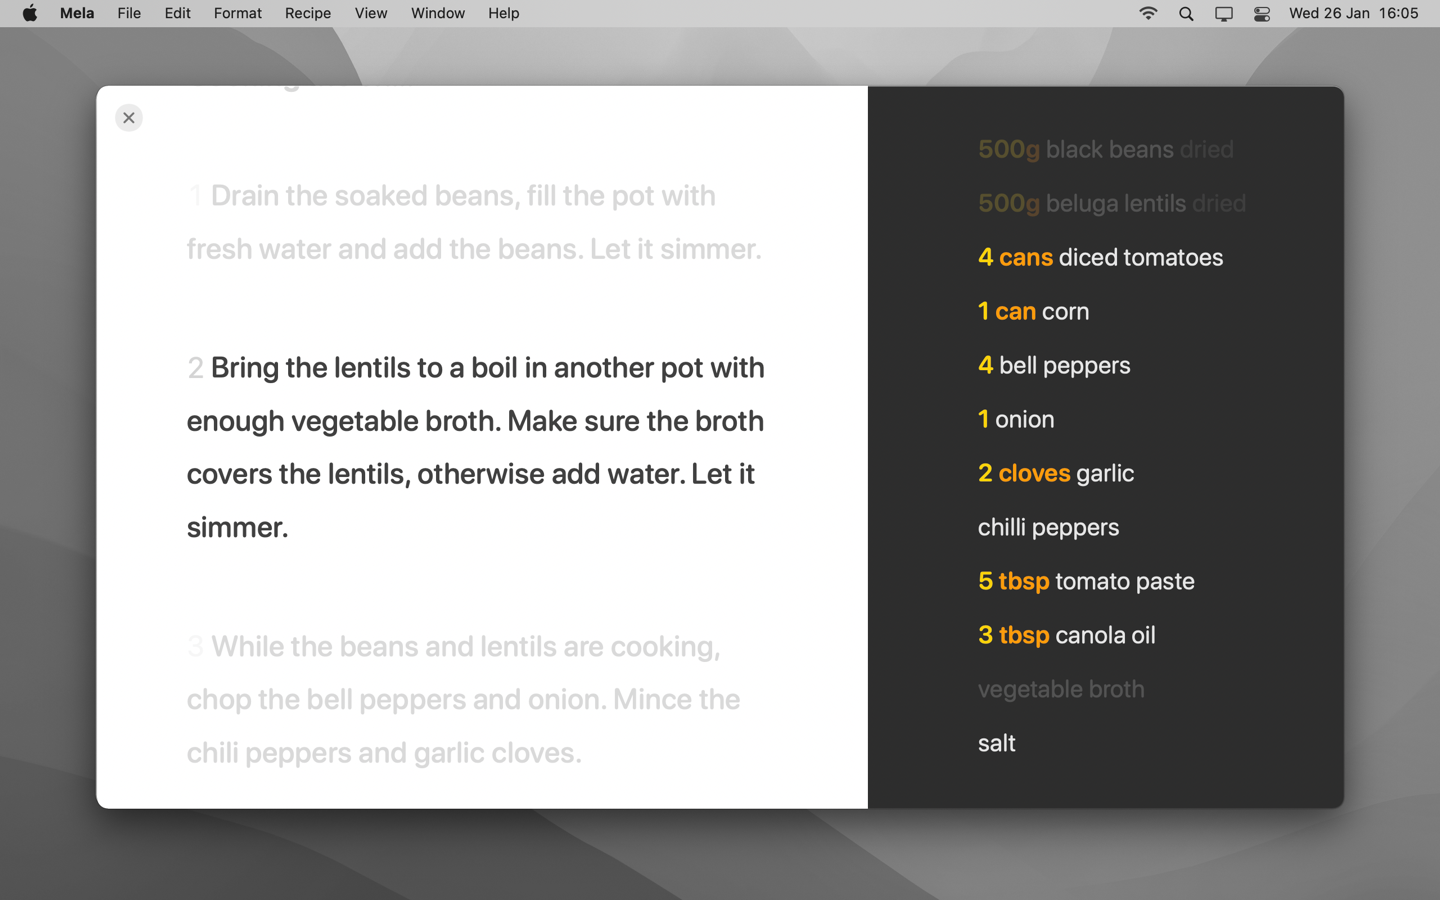 Mela File Edit Format Recipe View Window Help Wed 26 Jan 16:05
1 Drain the soaked beans, fill the pot with
fresh water and add the beans. Let it simmer.
2 Bring the lentils to a boil in another pot with
enough vegetable broth. Make sure the broth
covers the lentils, otherwise add water. Let it
simmer.
3 While the beans and lentils are cooking,
chop the bell peppers and onion. Mince the
chili peppers and garlic cloves.
500g black beans dried
500g beluga lentils dried
4 cans diced tomatoes
1 can corn
4 bell peppers
1 onion
2 cloves garlic
chilli peppers
5 tbsp tomato paste
3 tbsp canola oil
vegetable broth
salt